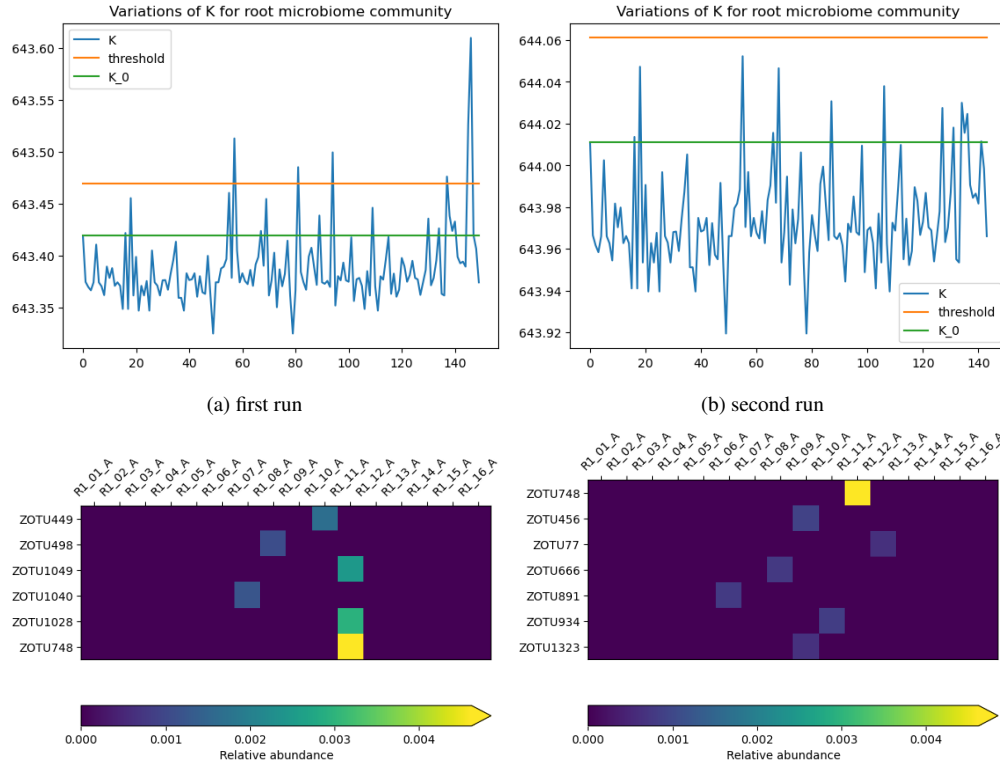 Variations of K for root microbiome community
643.60
643.55
643.50
643.45
643.40
643.35
K
threshold
K_0
0 20 40 60 80 100 120 140
(a) first run
Variations of K for root microbiome community
644.06
644.04
644.02
644.00
643.98
643.96
643.94
643.92
K
threshold
K_0
0 20 40 60 80 100 120 140
(b) second run
R1_01_A R1_02_A R1_03_A R1_04_A R1_05_A R1_06_A R1_07_A R1_08_A R1_09_A R1_10_A R1_11_A R1_12_A R1_13_A R1_14_A R1_15_A R1_16_A
ZOTU449
ZOTU498
ZOTU1049
ZOTU1040
ZOTU1028
ZOTU748
0.000 0.001 0.002 0.003 0.004
Relative abundance
R1_01_A R1_02_A R1_03_A R1_04_A R1_05_A R1_06_A R1_07_A R1_08_A R1_09_A R1_10_A R1_11_A R1_12_A R1_13_A R1_14_A R1_15_A R1_16_A
ZOTU748
ZOTU456
ZOTU77
ZOTU666
ZOTU891
ZOTU934
ZOTU1323
0.000 0.001 0.002 0.003 0.004
Relative abundance